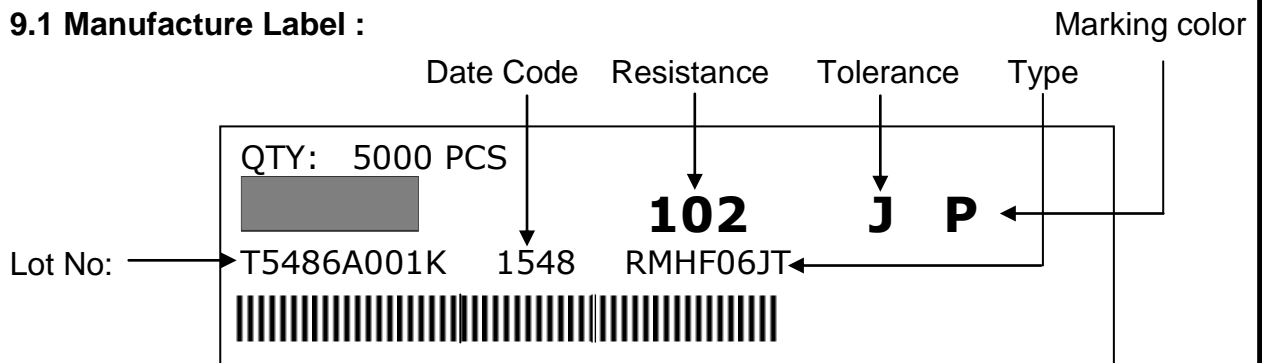 9.1 Manufacture Label :
Marking color
Date Code Resistance Tolerance Type
QTY: 5000 PCS
102 J P
Lot No: T5486A001K 1548 RMHF06JT